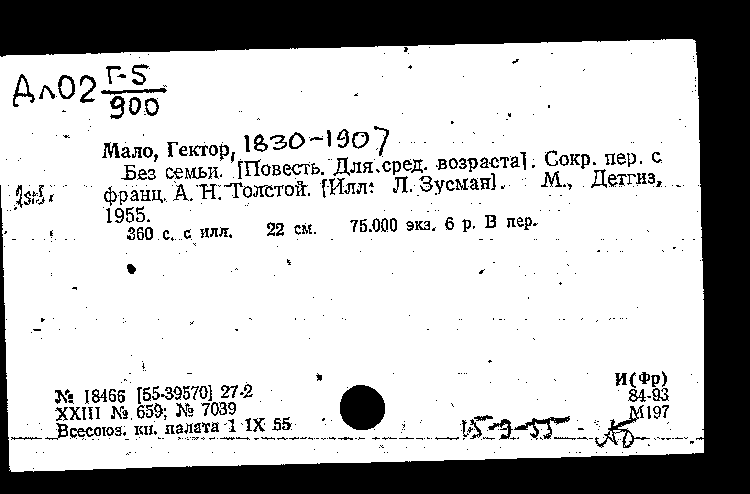 Дл02 Г-5
900
Мало, Гектор, 1830-1907
Без семьи. [Повесть. Для сред. возраста]. Сокр. пер. с
франц. А. Н. Толстой. [Илл: Л. Зусман]. М., Детгиз,
1955.
360 с. с илл. 22 см. 75.000 экз. 6 р. В пер.
№ 18466 [55-39570] 27-2
XXIII № 659; № 7039
Всесоюз. кн. палата 1 IX 55
И(Фр)
84-93
М197
15-9-55